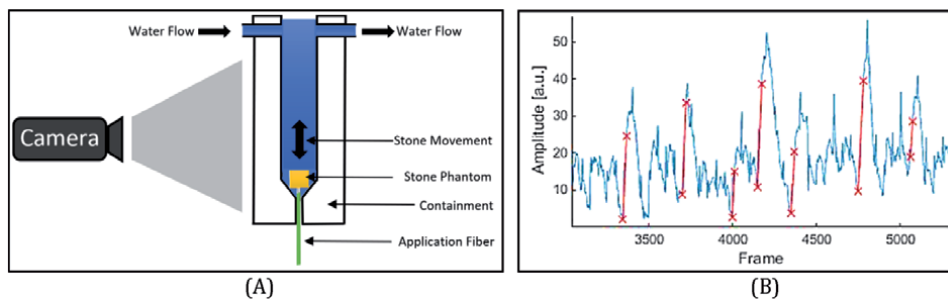 Water Flow
Water Flow
Camera
Stone Movement
Stone Phantom
Containment
Application Fiber
(A)
Amplitude [a.u.]
50
40
30
20
10
3500
4000
4500
5000
Frame
(B)